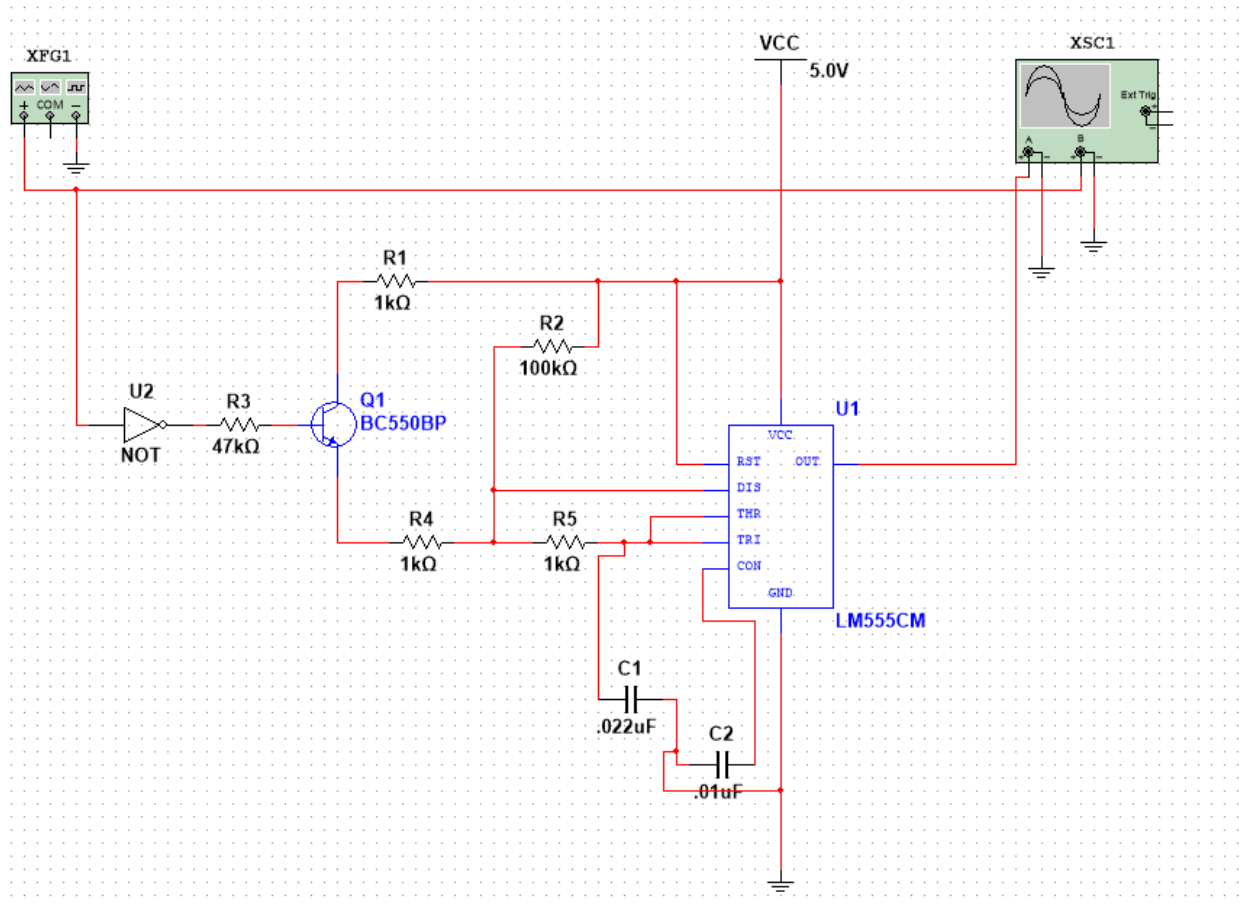 XFG1
+ COM −
VCC
5.0V
XSC1
Ext Trig
+
−
A
B
+ − + −
R1
1kΩ
R2
100kΩ
U2
NOT
R3
47kΩ
Q1
BC550BP
U1
VCC
RST OUT
DIS
THR
TRI
CON
GND
LM555CM
R4
1kΩ
R5
1kΩ
C1
.022uF
C2
.01uF